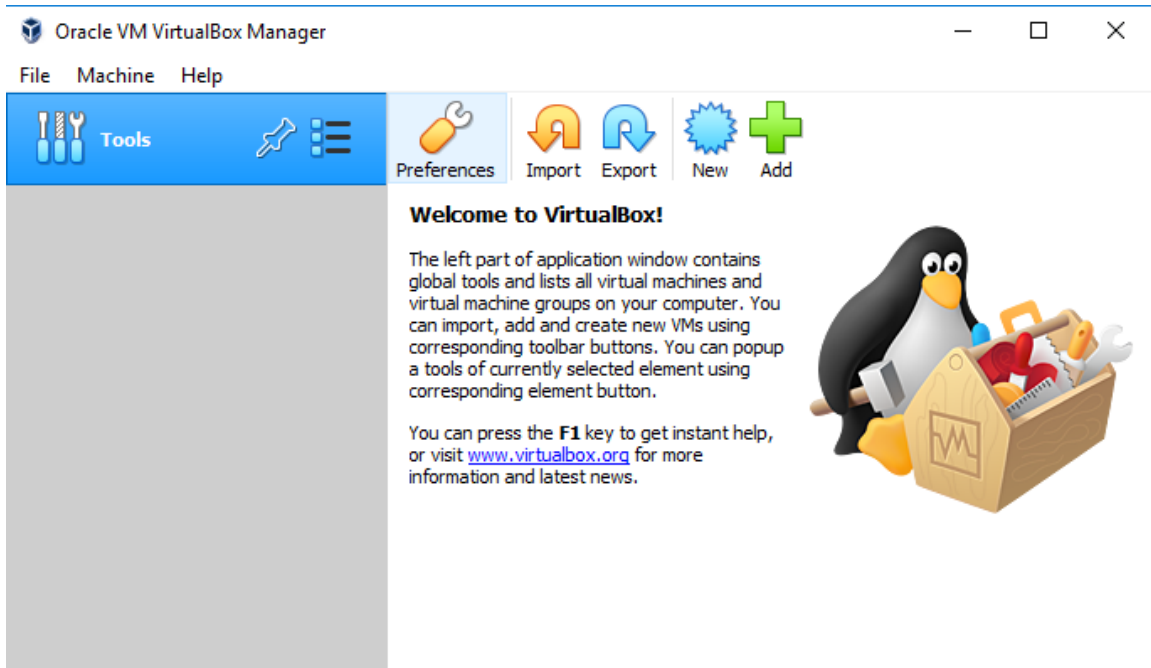 Oracle VM VirtualBox Manager
File Machine Help
Tools
Preferences Import Export New Add
Welcome to VirtualBox!
The left part of application window contains
global tools and lists all virtual machines and
virtual machine groups on your computer. You
can import, add and create new VMs using
corresponding toolbar buttons. You can popup
a tools of currently selected element using
corresponding element button.
You can press the F1 key to get instant help,
or visit www.virtualbox.org for more
information and latest news.